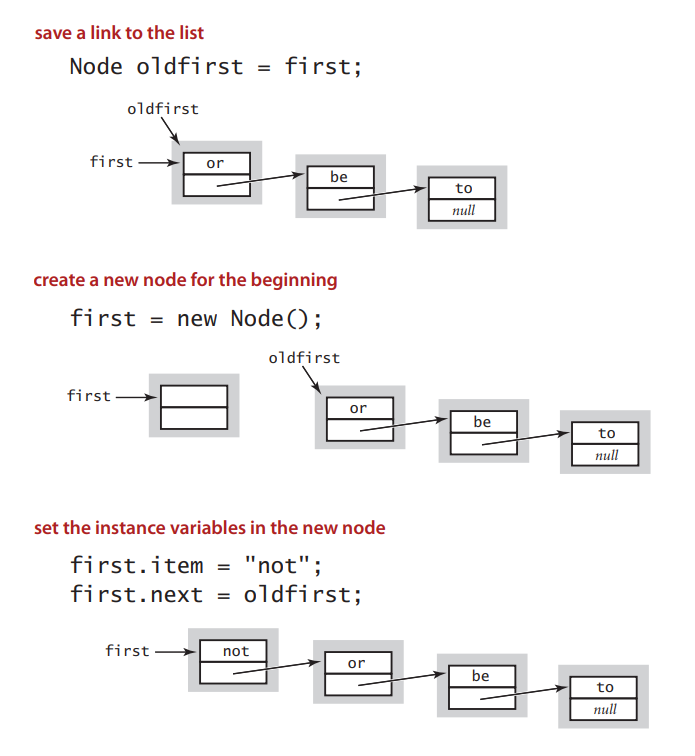 save a link to the list
Node oldfirst = first;
oldfirst
first
or
be
to
null
create a new node for the beginning
first = new Node();
oldfirst
first
or
be
to
null
set the instance variables in the new node
first.item = "not";
first.next = oldfirst;
first
not
or
be
to
null